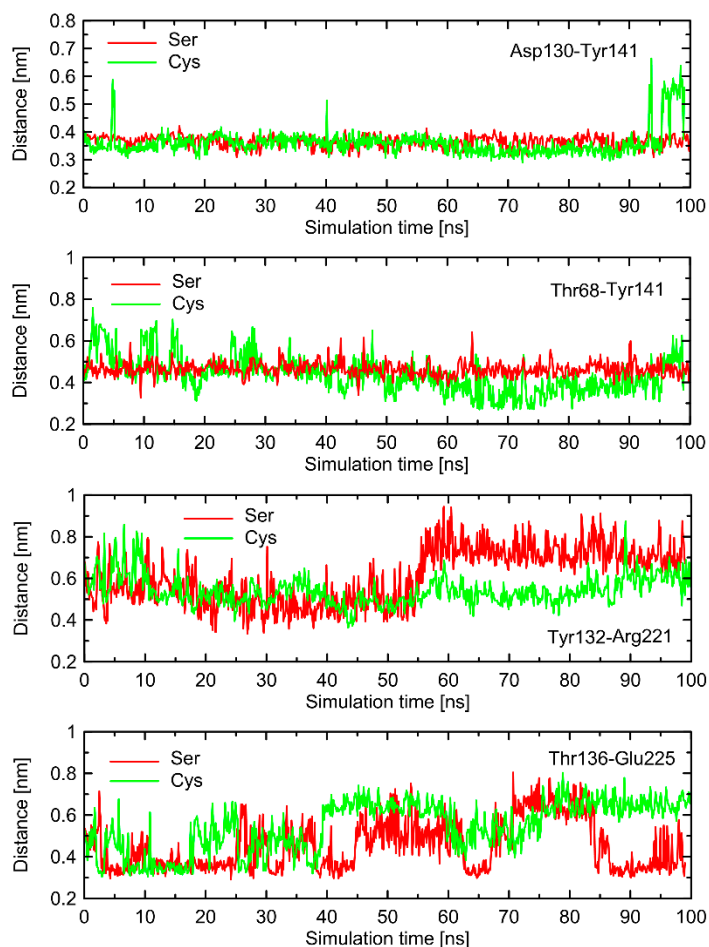 0.8
0.7
0.6
0.5
0.4
0.3
0.2
Distance [nm]
Ser
Cys
Asp130-Tyr141
0 10 20 30 40 50 60 70 80 90 100
Simulation time [ns]
1
0.8
0.6
0.4
0.2
Distance [nm]
Ser
Cys
Thr68-Tyr141
0 10 20 30 40 50 60 70 80 90 100
Simulation time [ns]
1
0.8
0.6
0.4
0.2
Distance [nm]
Ser
Cys
Tyr132-Arg221
0 10 20 30 40 50 60 70 80 90 100
Simulation time [ns]
1
0.8
0.6
0.4
0.2
Distance [nm]
Ser
Cys
Thr136-Glu225
0 10 20 30 40 50 60 70 80 90 100
Simulation time [ns]